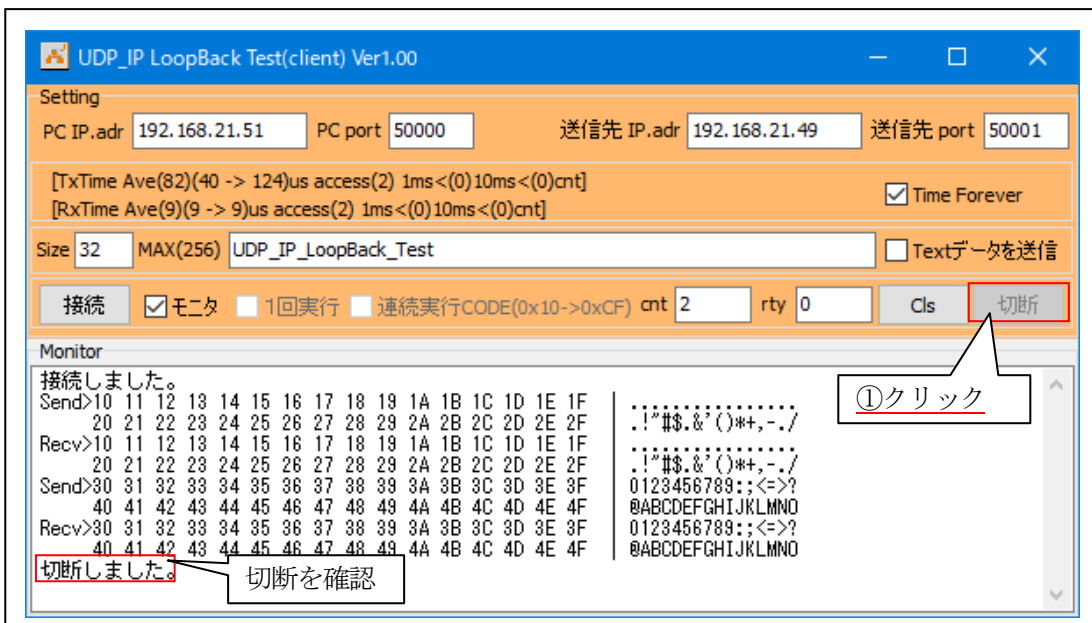 UDP_IP LoopBack Test(client) Ver1.00
Setting
PC IP.adr 192.168.21.51 PC port 50000 送信先 IP.adr 192.168.21.49 送信先 port 50001
[TxTime Ave(82)(40 -> 124)us access(2) 1ms<(0)10ms<(0)cnt]
[RxTime Ave(9)(9 -> 9)us access(2) 1ms<(0)10ms<(0)cnt]
Time Forever
Size 32 MAX(256) UDP_IP_LoopBack_Test Textデータを送信
接続 モニタ 1回実行 連続実行CODE(0x10->0xCF) cnt 2 rty 0 Cls 切断
Monitor
①クリック
接続しました。
Send>10 11 12 13 14 15 16 17 18 19 1A 1B 1C 1D 1E 1F | ................
20 21 22 23 24 25 26 27 28 29 2A 2B 2C 2D 2E 2F | .!"#$.&'()*+,-./
Recv>10 11 12 13 14 15 16 17 18 19 1A 1B 1C 1D 1E 1F | ................
20 21 22 23 24 25 26 27 28 29 2A 2B 2C 2D 2E 2F | .!"#$.&'()*+,-./
Send>30 31 32 33 34 35 36 37 38 39 3A 3B 3C 3D 3E 3F | 0123456789:;<=>?
40 41 42 43 44 45 46 47 48 49 4A 4B 4C 4D 4E 4F | @ABCDEFGHIJKLMNO
Recv>30 31 32 33 34 35 36 37 38 39 3A 3B 3C 3D 3E 3F | 0123456789:;<=>?
40 41 42 43 44 45 46 47 48 49 4A 4B 4C 4D 4E 4F | @ABCDEFGHIJKLMNO
切断しました。
切断を確認